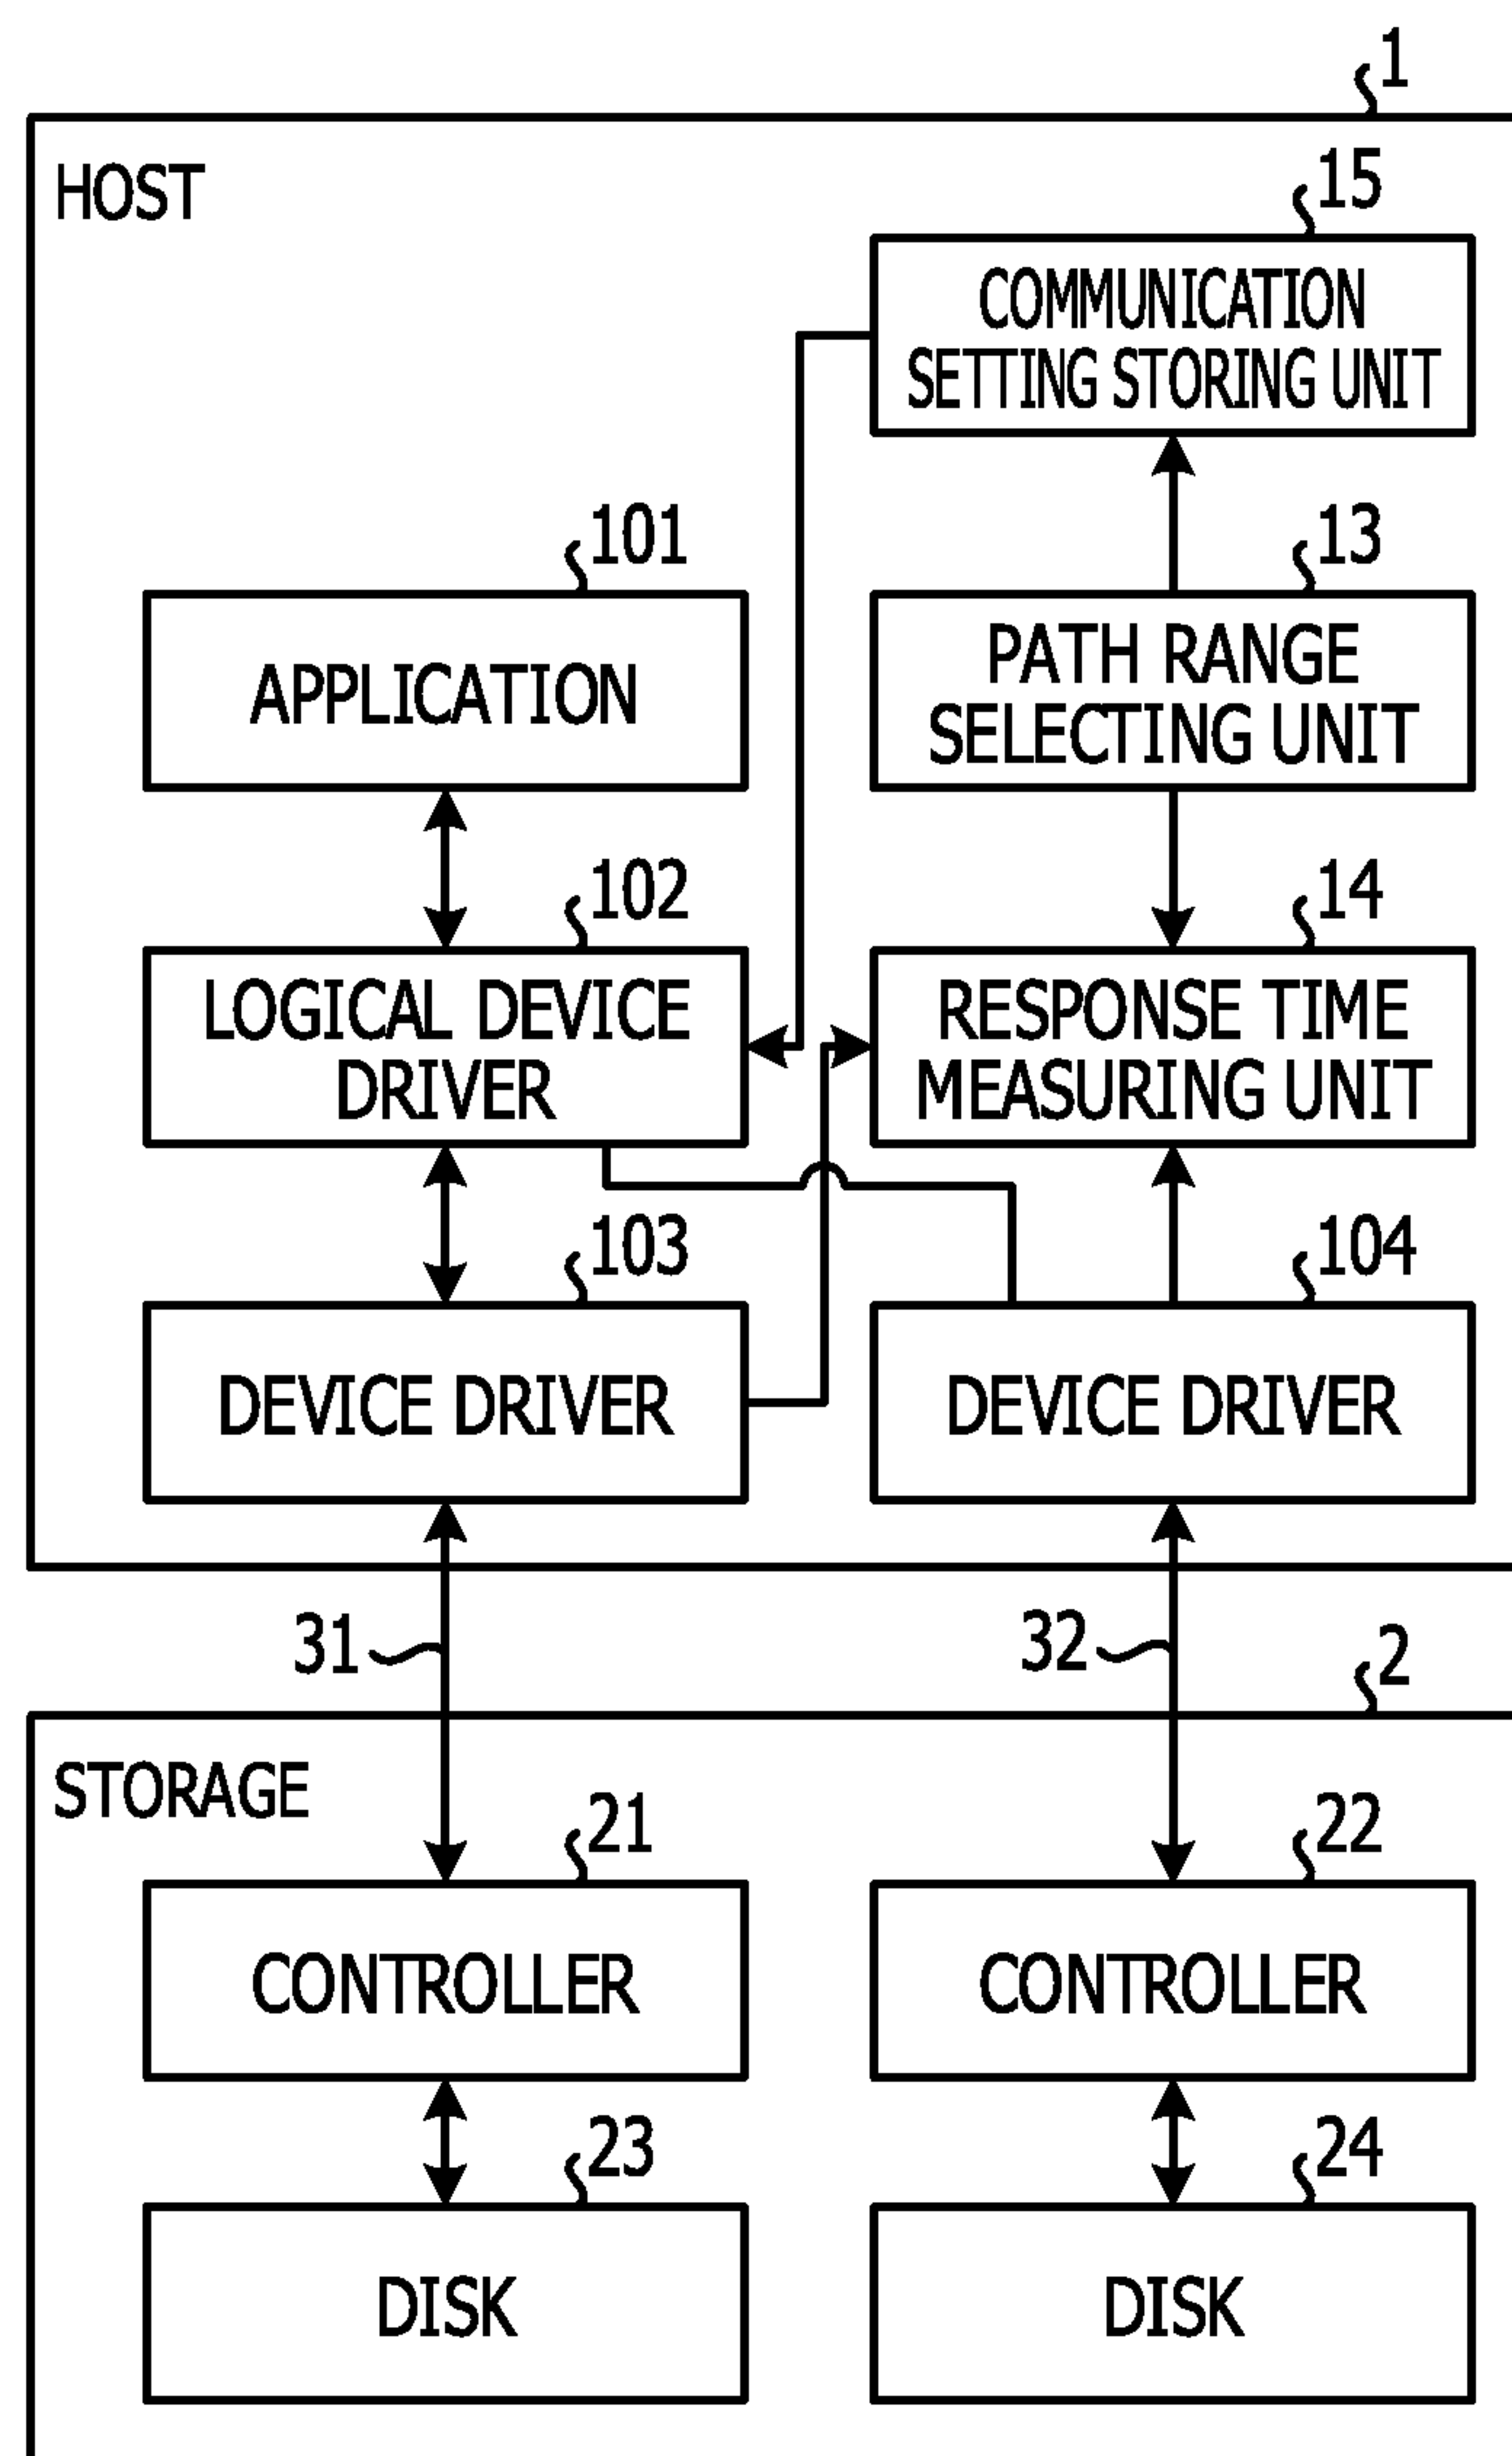 1
HOST
15
COMMUNICATION
SETTING STORING UNIT
101
13
APPLICATION
PATH RANGE
SELECTING UNIT
102
14
LOGICAL DEVICE
DRIVER
RESPONSE TIME
MEASURING UNIT
103
104
DEVICE DRIVER
DEVICE DRIVER
31
32
2
STORAGE
21
22
CONTROLLER
CONTROLLER
23
24
DISK
DISK